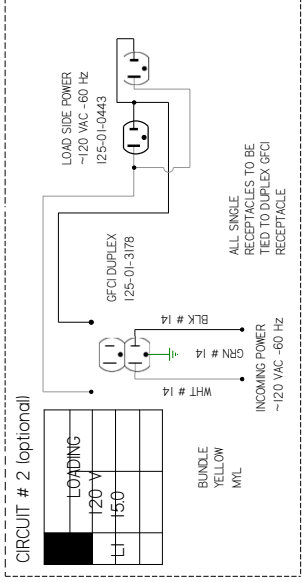 CIRCUIT # 2 (optional)
LOADING
120 V
L1 15.0
BUNDLE
YELLOW
MYL
GFCI DUPLEX
125-01-3178
LOAD SIDE POWER
~120 VAC -60 Hz
125-01-0443
WHT # 14
GRN # 14
BLK # 14
INCOMING POWER
~120 VAC -60 Hz
ALL SINGLE
RECEPTACLES TO BE
TIED TO DUPLEX GFCI
RECEPTACLE